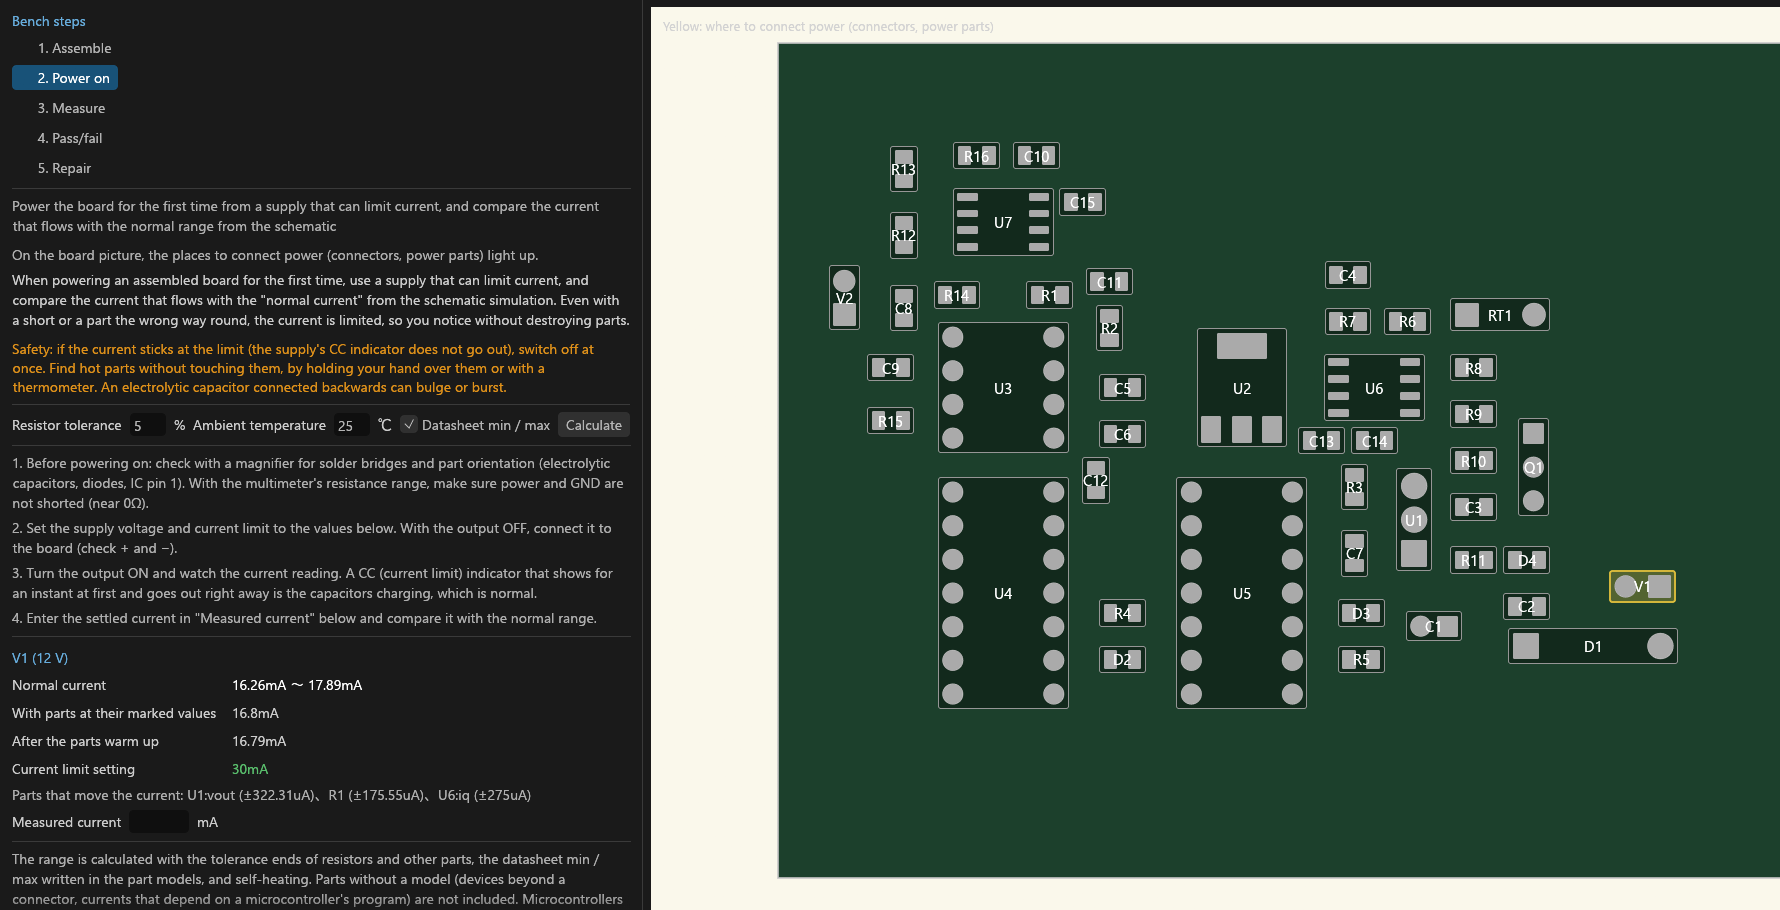 Bench steps
1. Assemble
2. Power on
3. Measure
4. Pass/fail
5. Repair
Power the board for the first time from a supply that can limit current, and compare the current
that flows with the normal range from the schematic
On the board picture, the places to connect power (connectors, power parts) light up.
When powering an assembled board for the first time, use a supply that can limit current, and
compare the current that flows with the "normal current" from the schematic simulation. Even with
a short or a part the wrong way round, the current is limited, so you notice without destroying parts.
Safety: if the current sticks at the limit (the supply's CC indicator does not go out), switch off at
once. Find hot parts without touching them, by holding your hand over them or with a
thermometer. An electrolytic capacitor connected backwards can bulge or burst.
Resistor tolerance 5 % Ambient temperature 25 ℃ ✓ Datasheet min / max Calculate
1. Before powering on: check with a magnifier for solder bridges and part orientation (electrolytic
capacitors, diodes, IC pin 1). With the multimeter's resistance range, make sure power and GND are
not shorted (near 0Ω).
2. Set the supply voltage and current limit to the values below. With the output OFF, connect it to
the board (check + and −).
3. Turn the output ON and watch the current reading. A CC (current limit) indicator that shows for
an instant at first and goes out right away is the capacitors charging, which is normal.
4. Enter the settled current in "Measured current" below and compare it with the normal range.
V1 (12 V)
Normal current 16.26mA ～ 17.89mA
With parts at their marked values 16.8mA
After the parts warm up 16.79mA
Current limit setting 30mA
Parts that move the current: U1:vout (±322.31uA)、R1 (±175.55uA)、U6:iq (±275uA)
Measured current mA
The range is calculated with the tolerance ends of resistors and other parts, the datasheet min /
max written in the part models, and self-heating. Parts without a model (devices beyond a
connector, currents that depend on a microcontroller's program) are not included. Microcontrollers
Yellow: where to connect power (connectors, power parts)
R13 R16 C10
C15
U7
R12
C4
C11
V2 C8 R14 R1
R7 R6 RT1
R2
C9 U3 C5 U2 U6 R8
R15 C6 C13 C14 R9
R10 Q1
C12 R3
U1 C3
C7 R11 D4
V1
U4 U5
R4 D3 C1 C2
D2 R5 D1